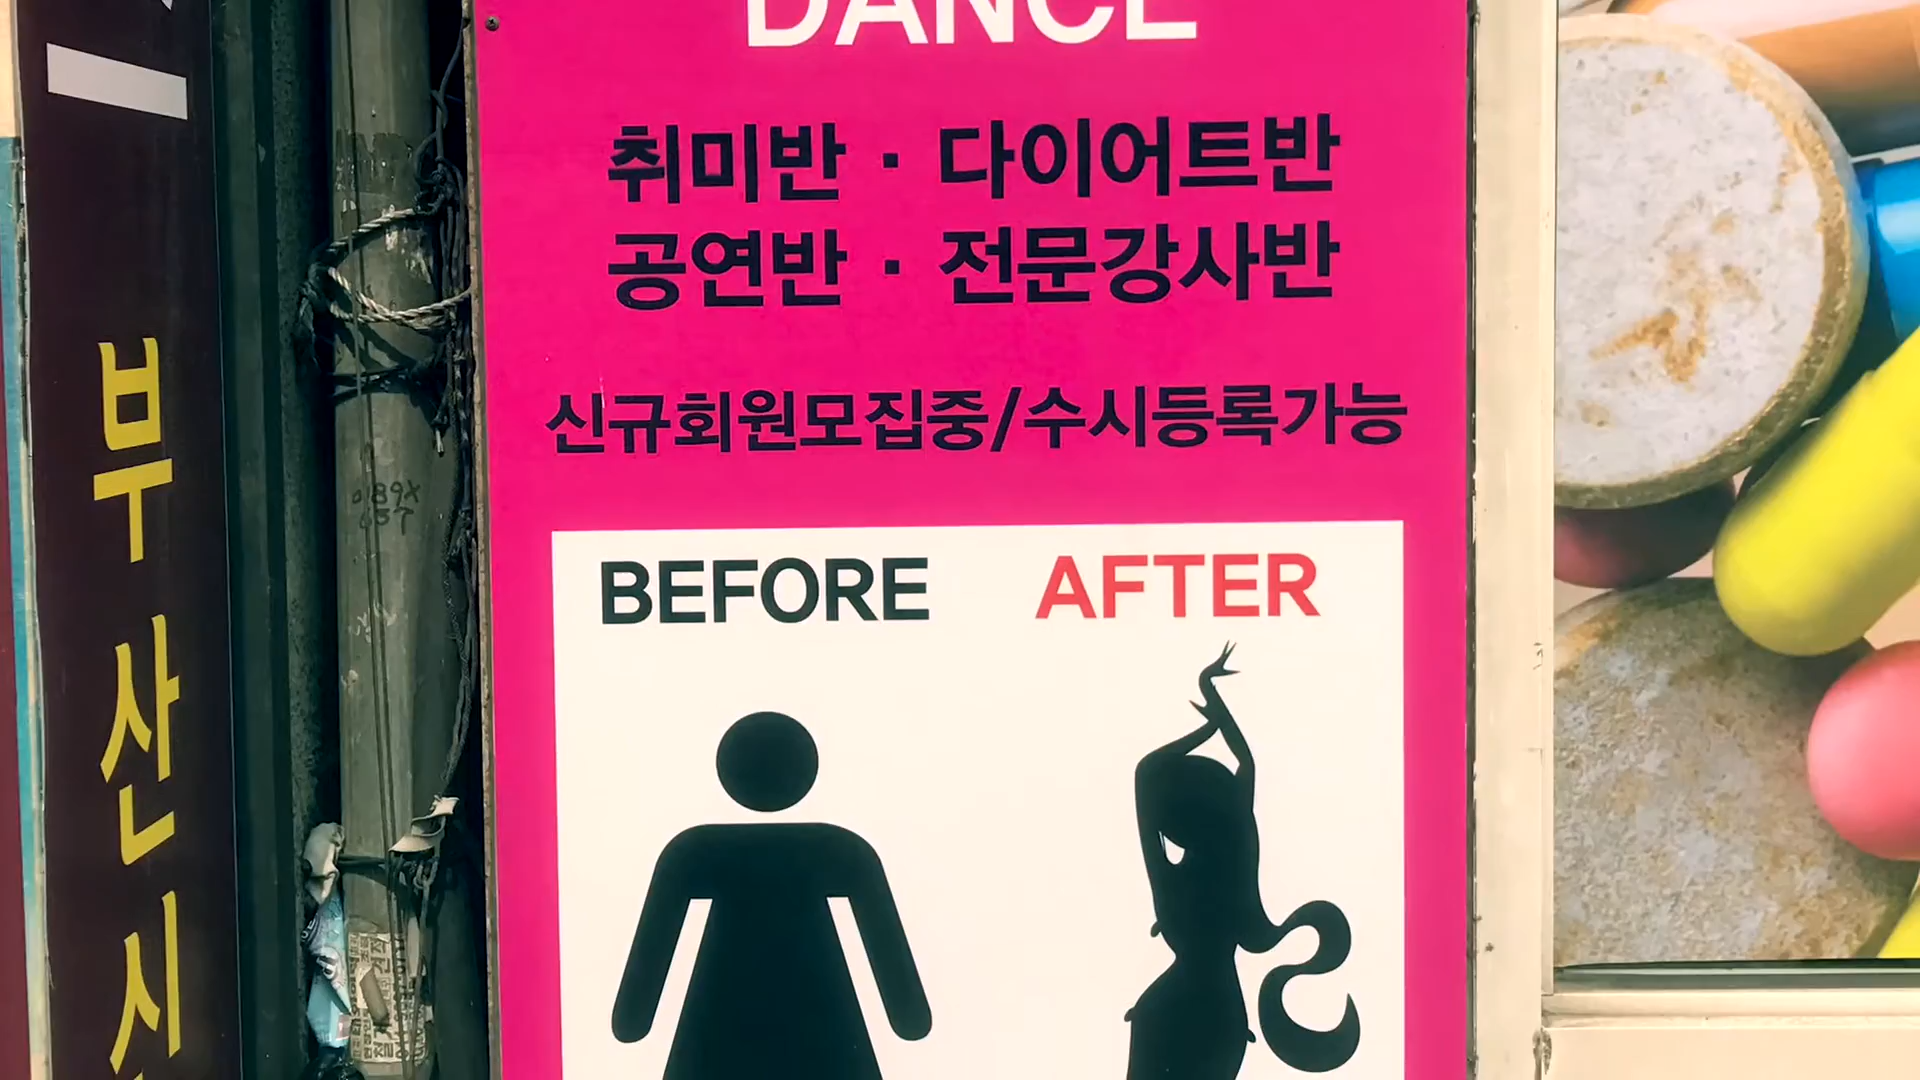 DANCE
취미반 · 다이어트반
공연반 · 전문강사반
신규회원모집중/수시등록가능
BEFORE AFTER
부산시